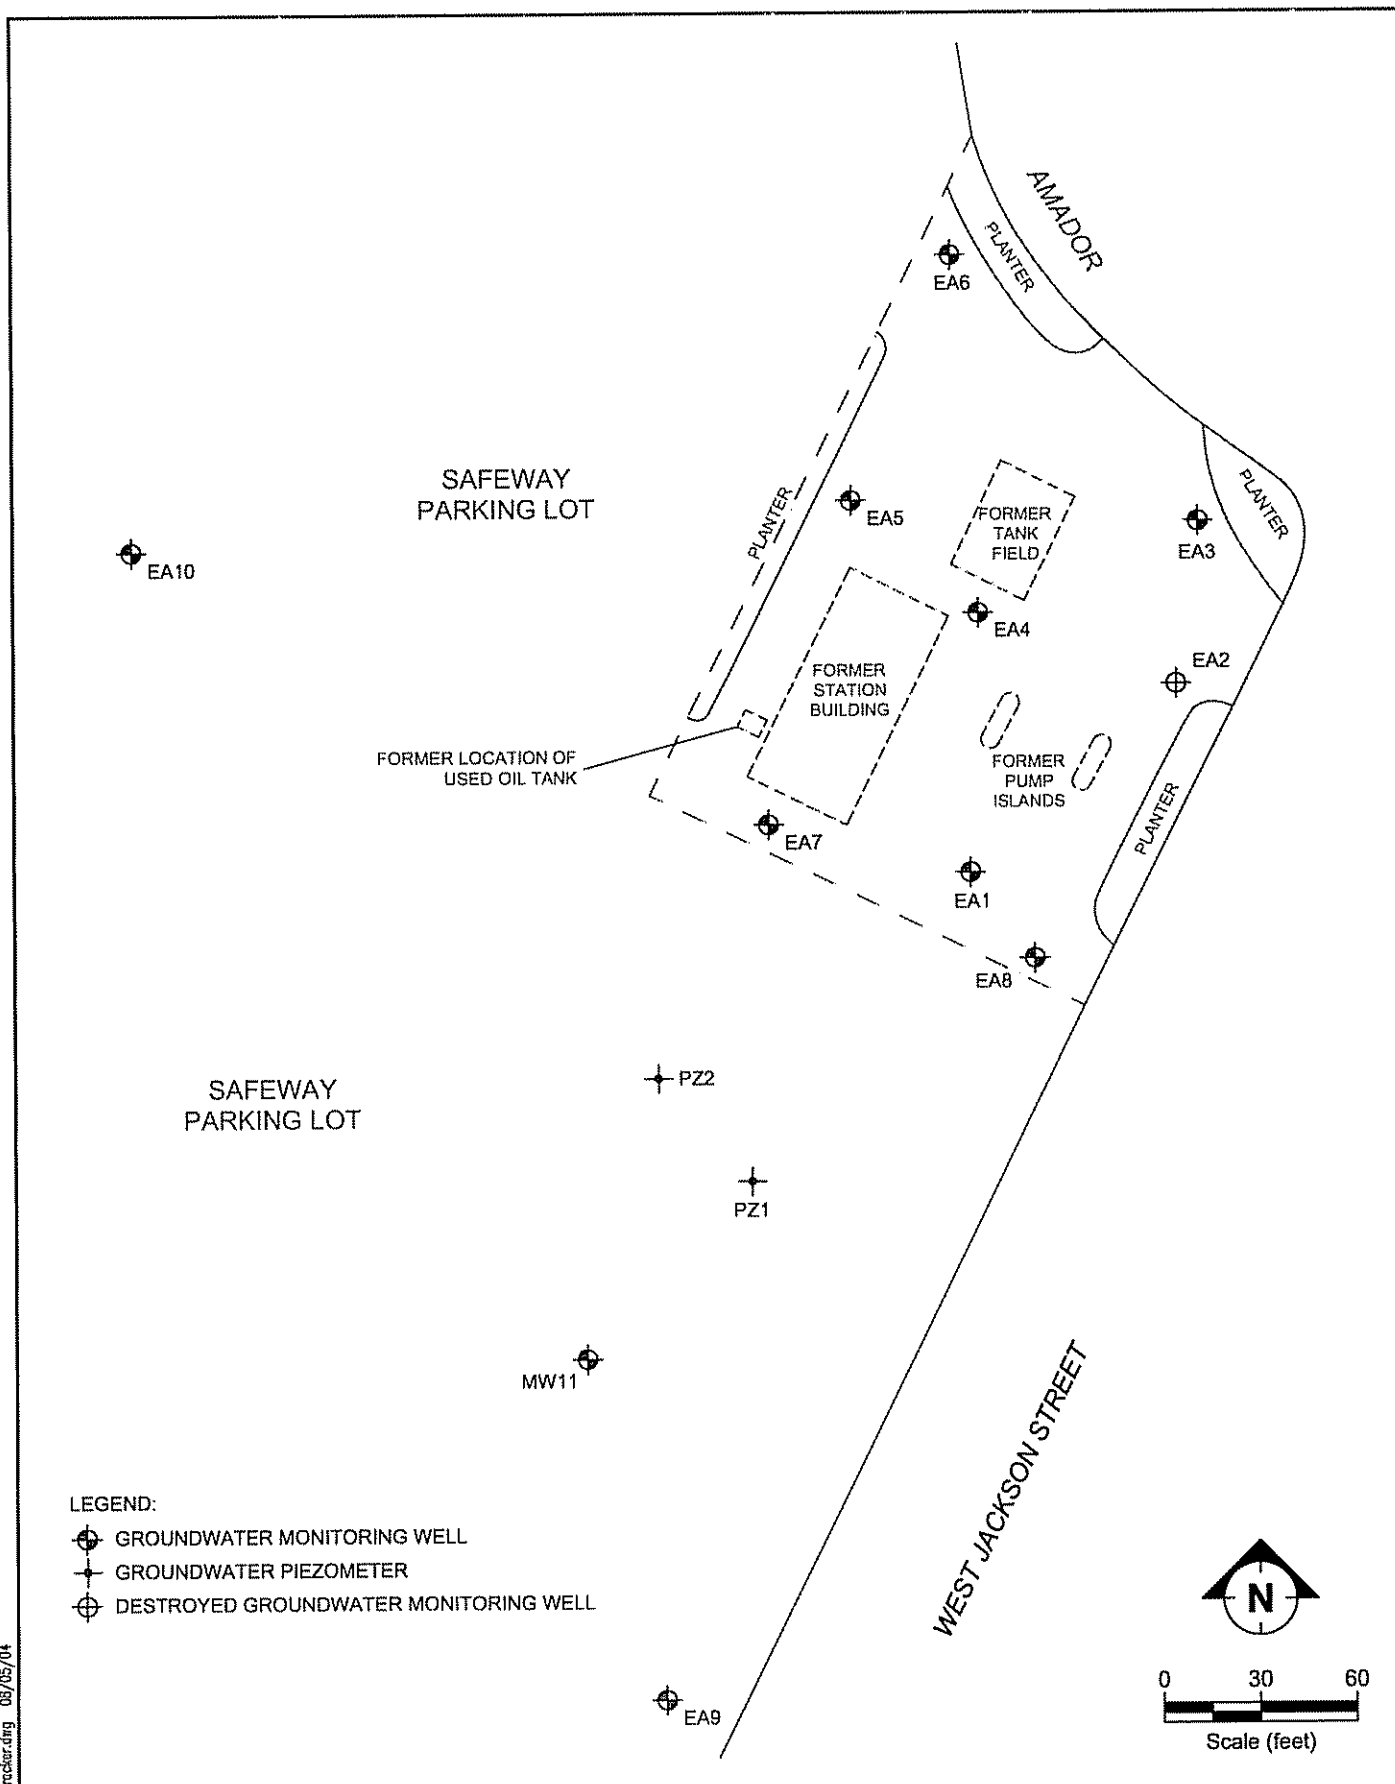 AMADOR
PLANTER
EA6
SAFEWAY
PARKING LOT
PLANTER
EA5
FORMER
TANK
FIELD
PLANTER
EA3
EA10
EA4
EA2
FORMER
STATION
BUILDING
FORMER LOCATION OF
USED OIL TANK
FORMER
PUMP
ISLANDS
PLANTER
EA7
EA1
EA8
SAFEWAY
PARKING LOT
PZ2
PZ1
MW11
WEST JACKSON STREET
LEGEND:
GROUNDWATER MONITORING WELL
GROUNDWATER PIEZOMETER
DESTROYED GROUNDWATER MONITORING WELL
N
0 30 60
Scale (feet)
EA9
08/05/04